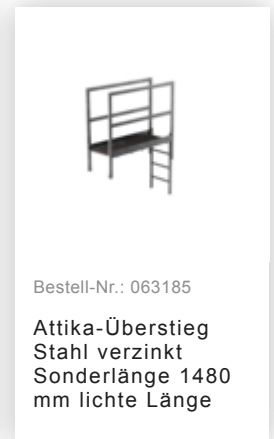 Bestell-Nr.: 063185
Attika-Überstieg
Stahl verzinkt
Sonderlänge 1480
mm lichte Länge